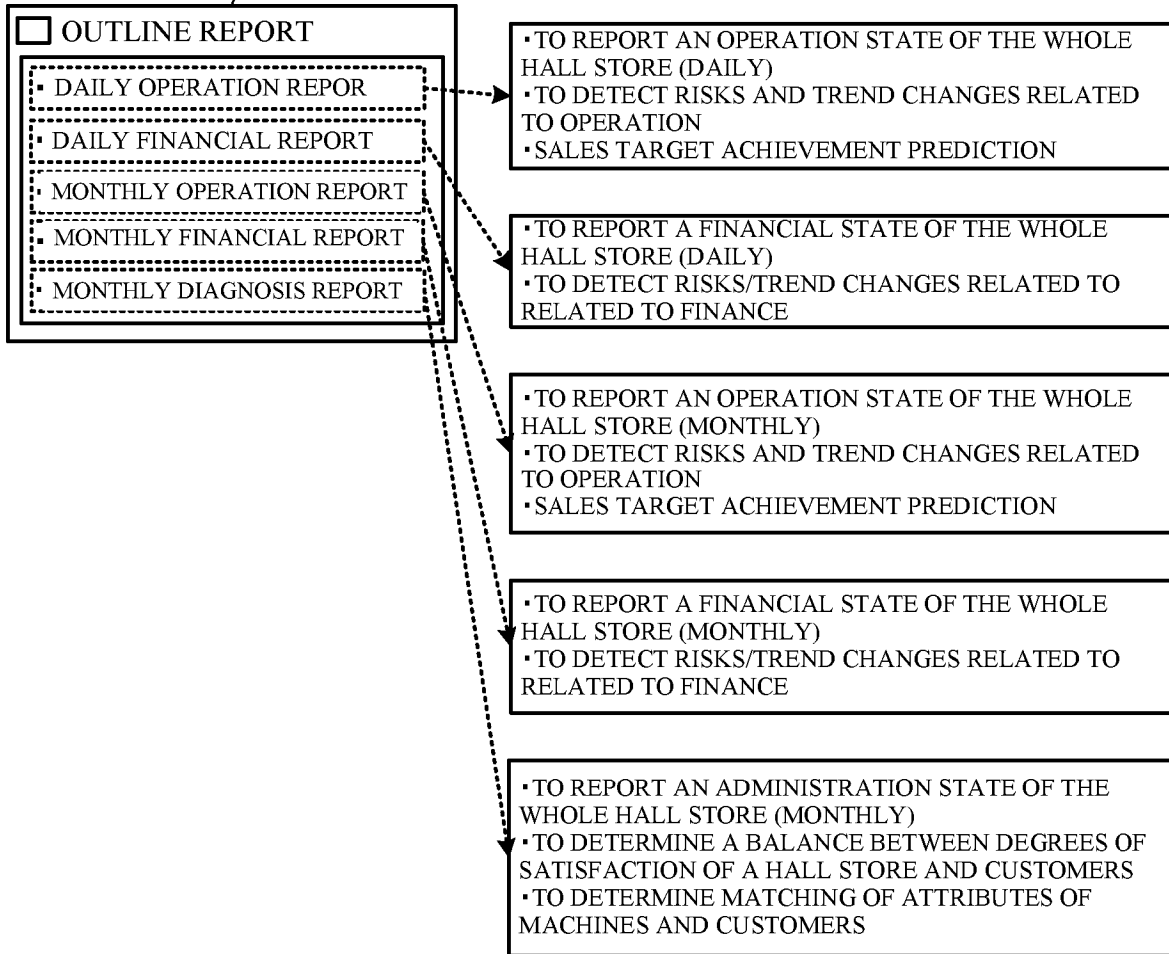 OUTLINE REPORT
· DAILY OPERATION REPOR
· DAILY FINANCIAL REPORT
· MONTHLY OPERATION REPORT
· MONTHLY FINANCIAL REPORT
· MONTHLY DIAGNOSIS REPORT
·TO REPORT AN OPERATION STATE OF THE WHOLE
HALL STORE (DAILY)
·TO DETECT RISKS AND TREND CHANGES RELATED
TO OPERATION
·SALES TARGET ACHIEVEMENT PREDICTION
·TO REPORT A FINANCIAL STATE OF THE WHOLE
HALL STORE (DAILY)
·TO DETECT RISKS/TREND CHANGES RELATED TO
RELATED TO FINANCE
·TO REPORT AN OPERATION STATE OF THE WHOLE
HALL STORE (MONTHLY)
·TO DETECT RISKS AND TREND CHANGES RELATED
TO OPERATION
·SALES TARGET ACHIEVEMENT PREDICTION
·TO REPORT A FINANCIAL STATE OF THE WHOLE
HALL STORE (MONTHLY)
·TO DETECT RISKS/TREND CHANGES RELATED TO
RELATED TO FINANCE
·TO REPORT AN ADMINISTRATION STATE OF THE
WHOLE HALL STORE (MONTHLY)
·TO DETERMINE A BALANCE BETWEEN DEGREES OF
SATISFACTION OF A HALL STORE AND CUSTOMERS
·TO DETERMINE MATCHING OF ATTRIBUTES OF
MACHINES AND CUSTOMERS